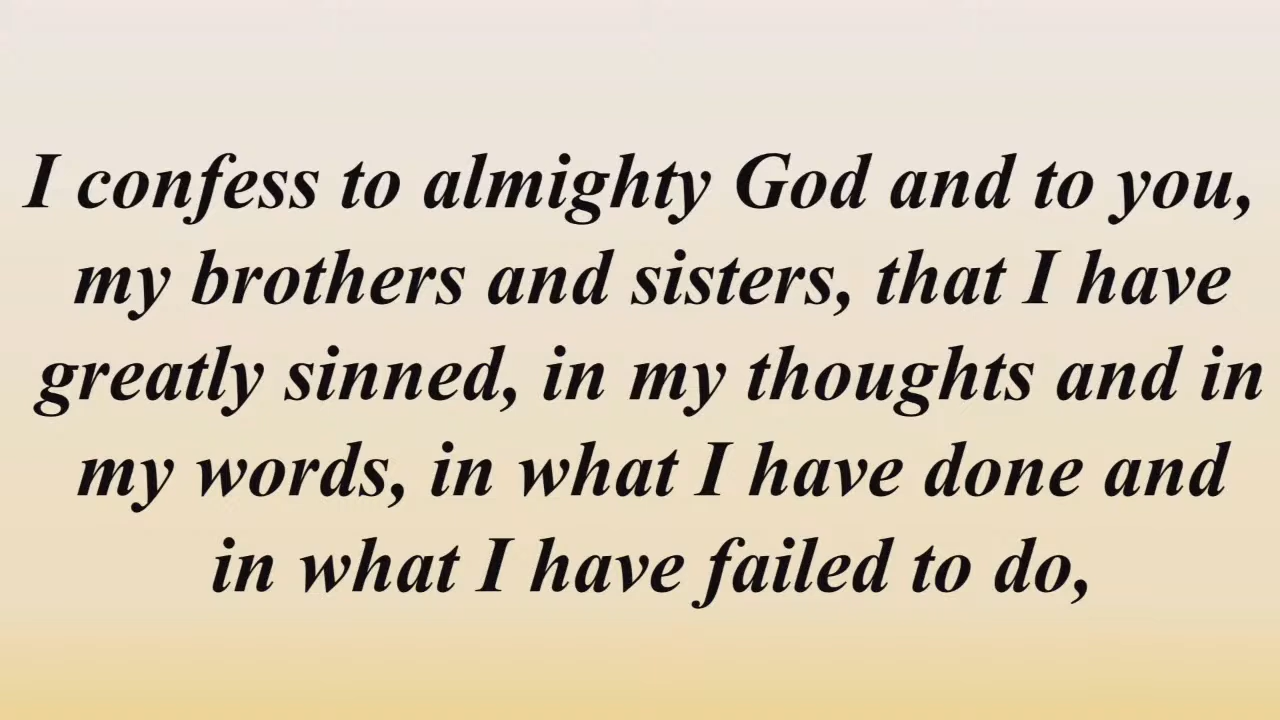 I confess to almighty God and to you,
my brothers and sisters, that I have
greatly sinned, in my thoughts and in
my words, in what I have done and
in what I have failed to do,